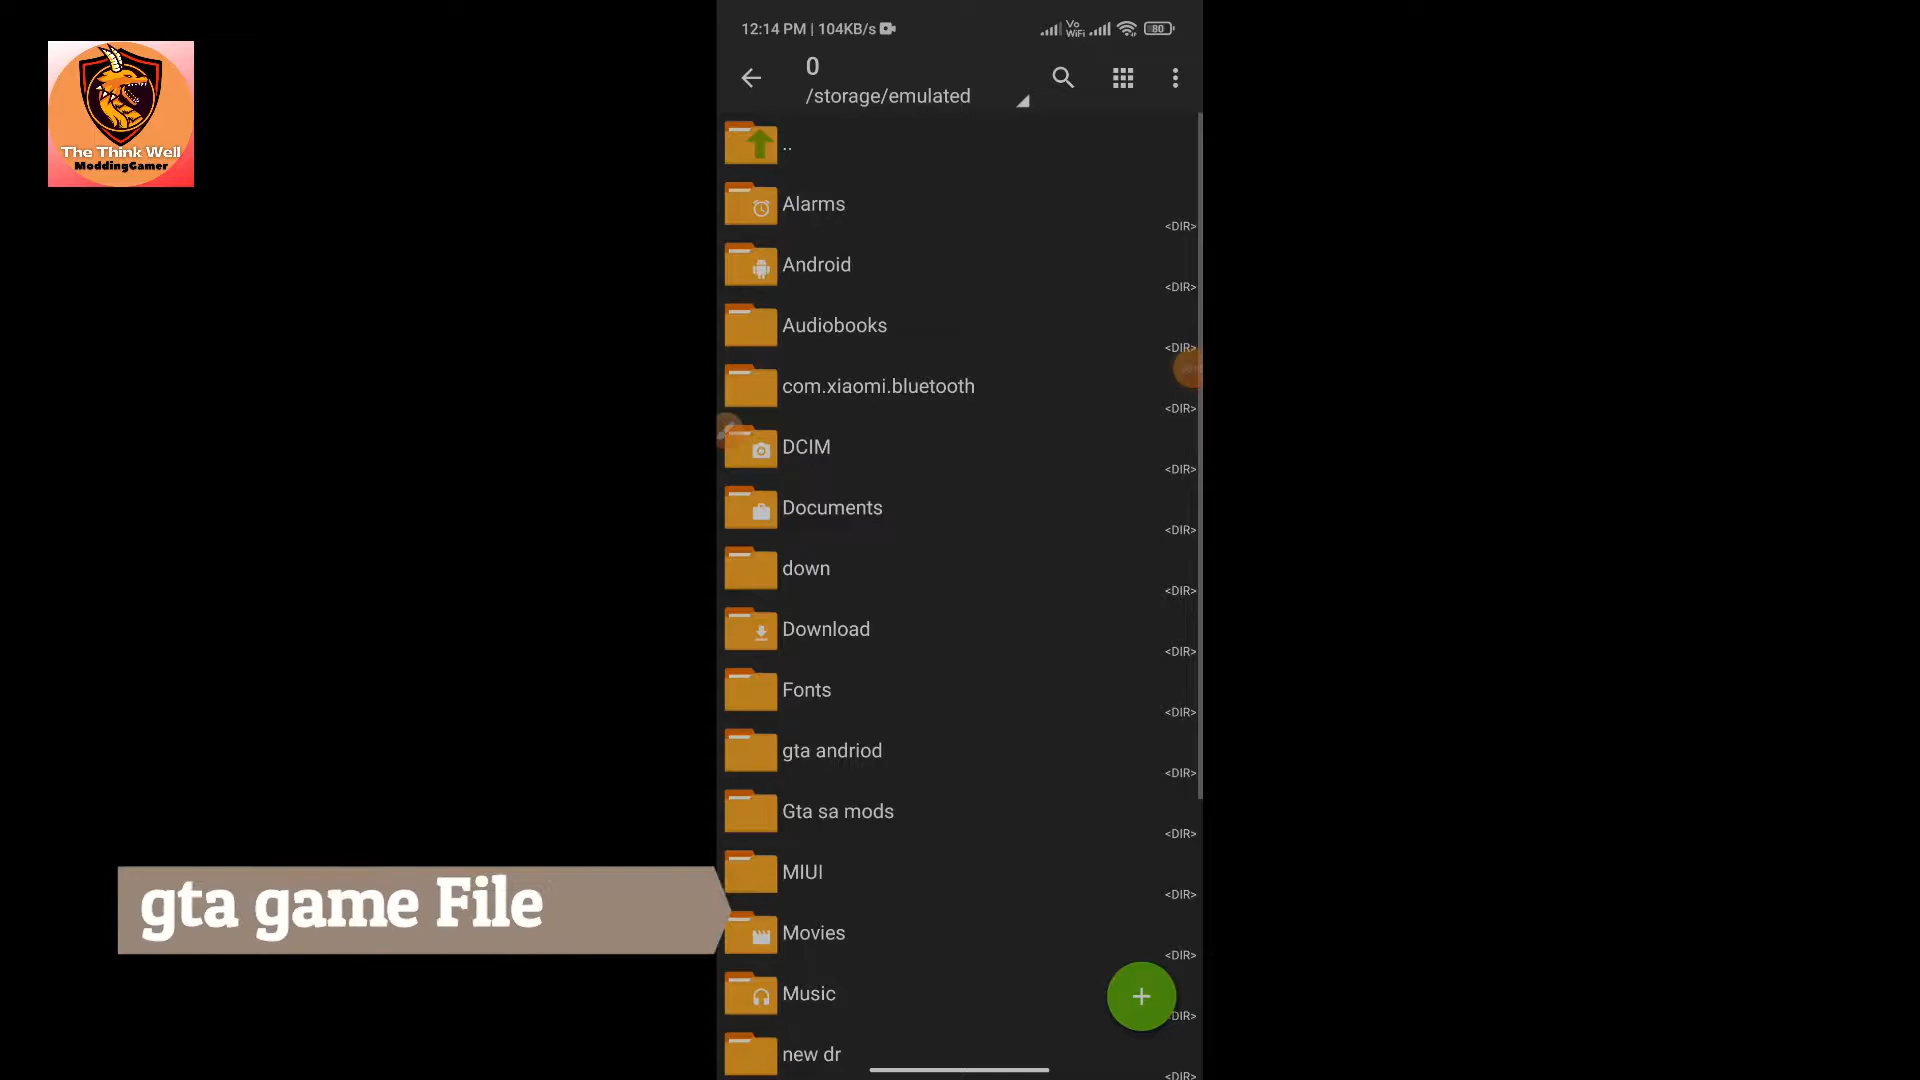 The Think Well
ModdingGamer
12:14 PM | 104KB/s
Vo
WiFi
80
0
/storage/emulated
..
Alarms
<DIR>
Android
<DIR>
Audiobooks
<DIR>
com.xiaomi.bluetooth
<DIR>
DCIM
<DIR>
Documents
<DIR>
down
<DIR>
Download
<DIR>
Fonts
<DIR>
gta andriod
<DIR>
Gta sa mods
<DIR>
MIUI
<DIR>
gta game File
Movies
<DIR>
Music
<DIR>
new dr
<DIR>